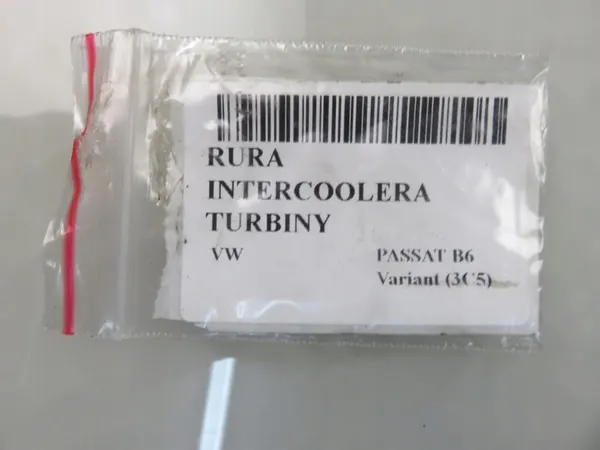 RURA
INTERCOOLERA
TURBINY
VW PASSAT B6
Variant (3C5)